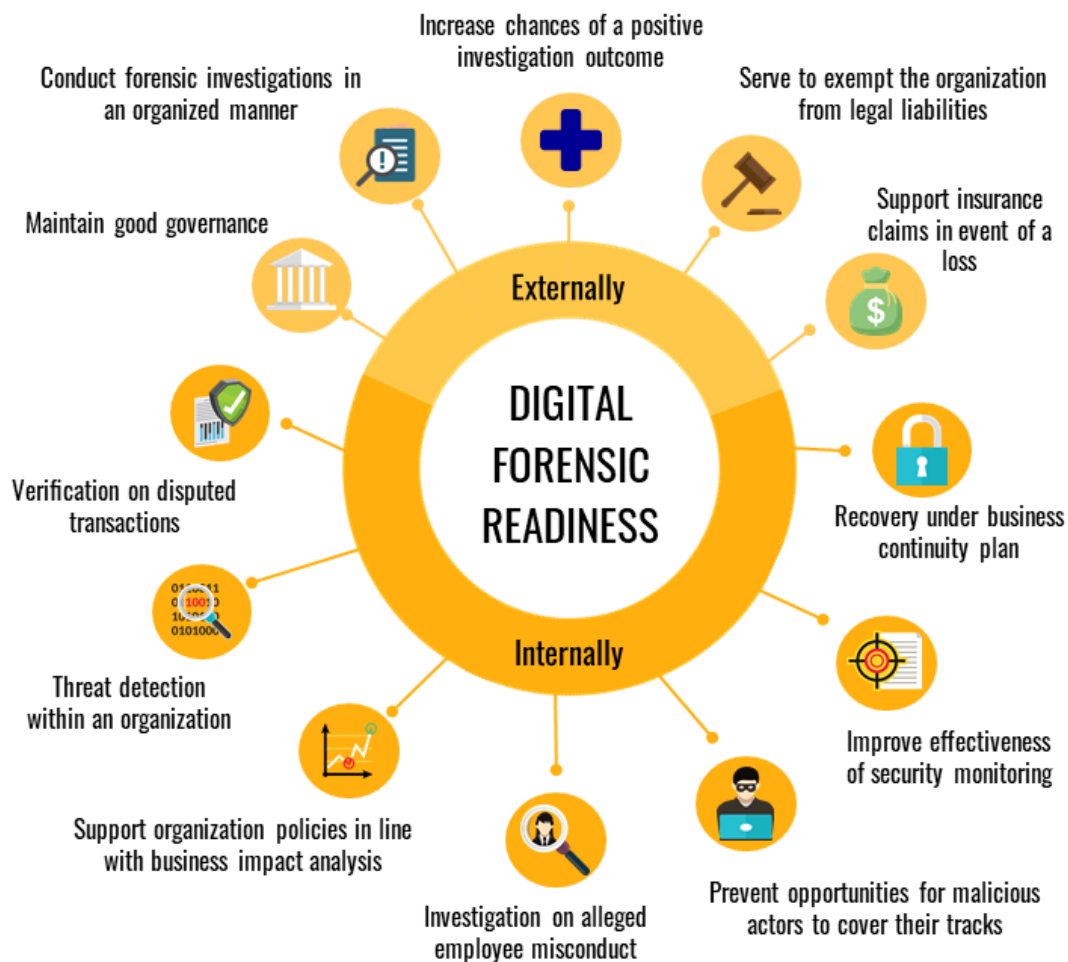 Increase chances of a positive
investigation outcome
Conduct forensic investigations in
an organized manner
Serve to exempt the organization
from legal liabilities
Maintain good governance
Support insurance
claims in event of a
loss
Externally
DIGITAL
FORENSIC
READINESS
Internally
Verification on disputed
transactions
Recovery under business
continuity plan
Threat detection
within an organization
Improve effectiveness
of security monitoring
Support organization policies in line
with business impact analysis
Prevent opportunities for malicious
actors to cover their tracks
Investigation on alleged
employee misconduct
$
!